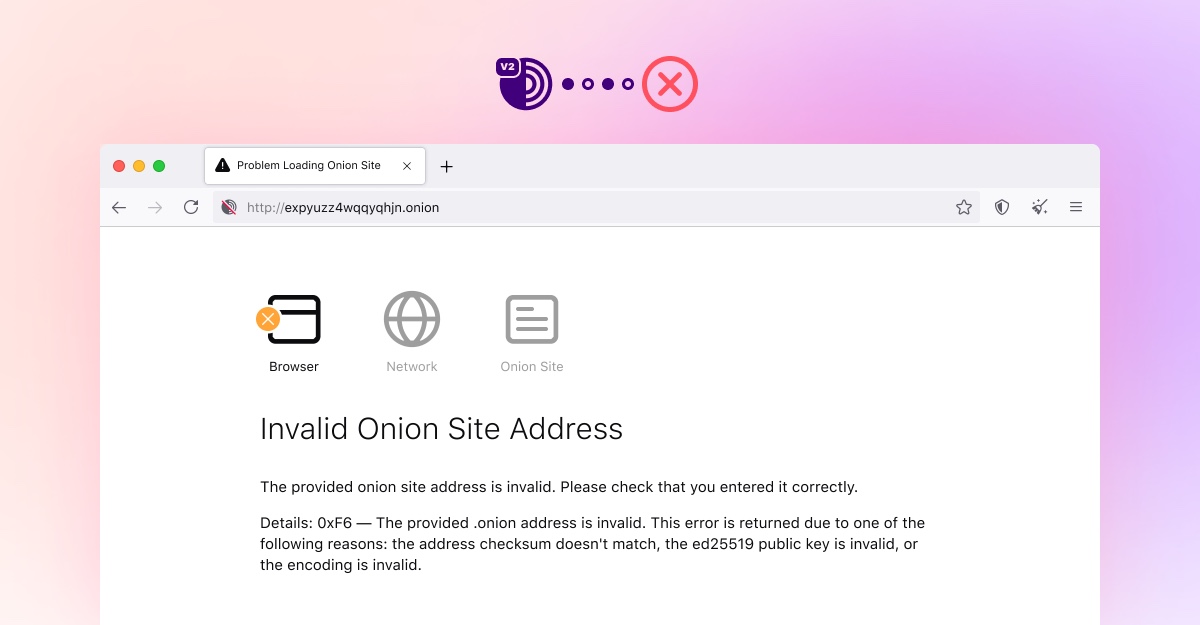 V2
Problem Loading Onion Site
http://expyuzz4wqqyqhjn.onion
Browser
Network
Onion Site
Invalid Onion Site Address
The provided onion site address is invalid. Please check that you entered it correctly.
Details: 0xF6 — The provided .onion address is invalid. This error is returned due to one of the
following reasons: the address checksum doesn't match, the ed25519 public key is invalid, or
the encoding is invalid.